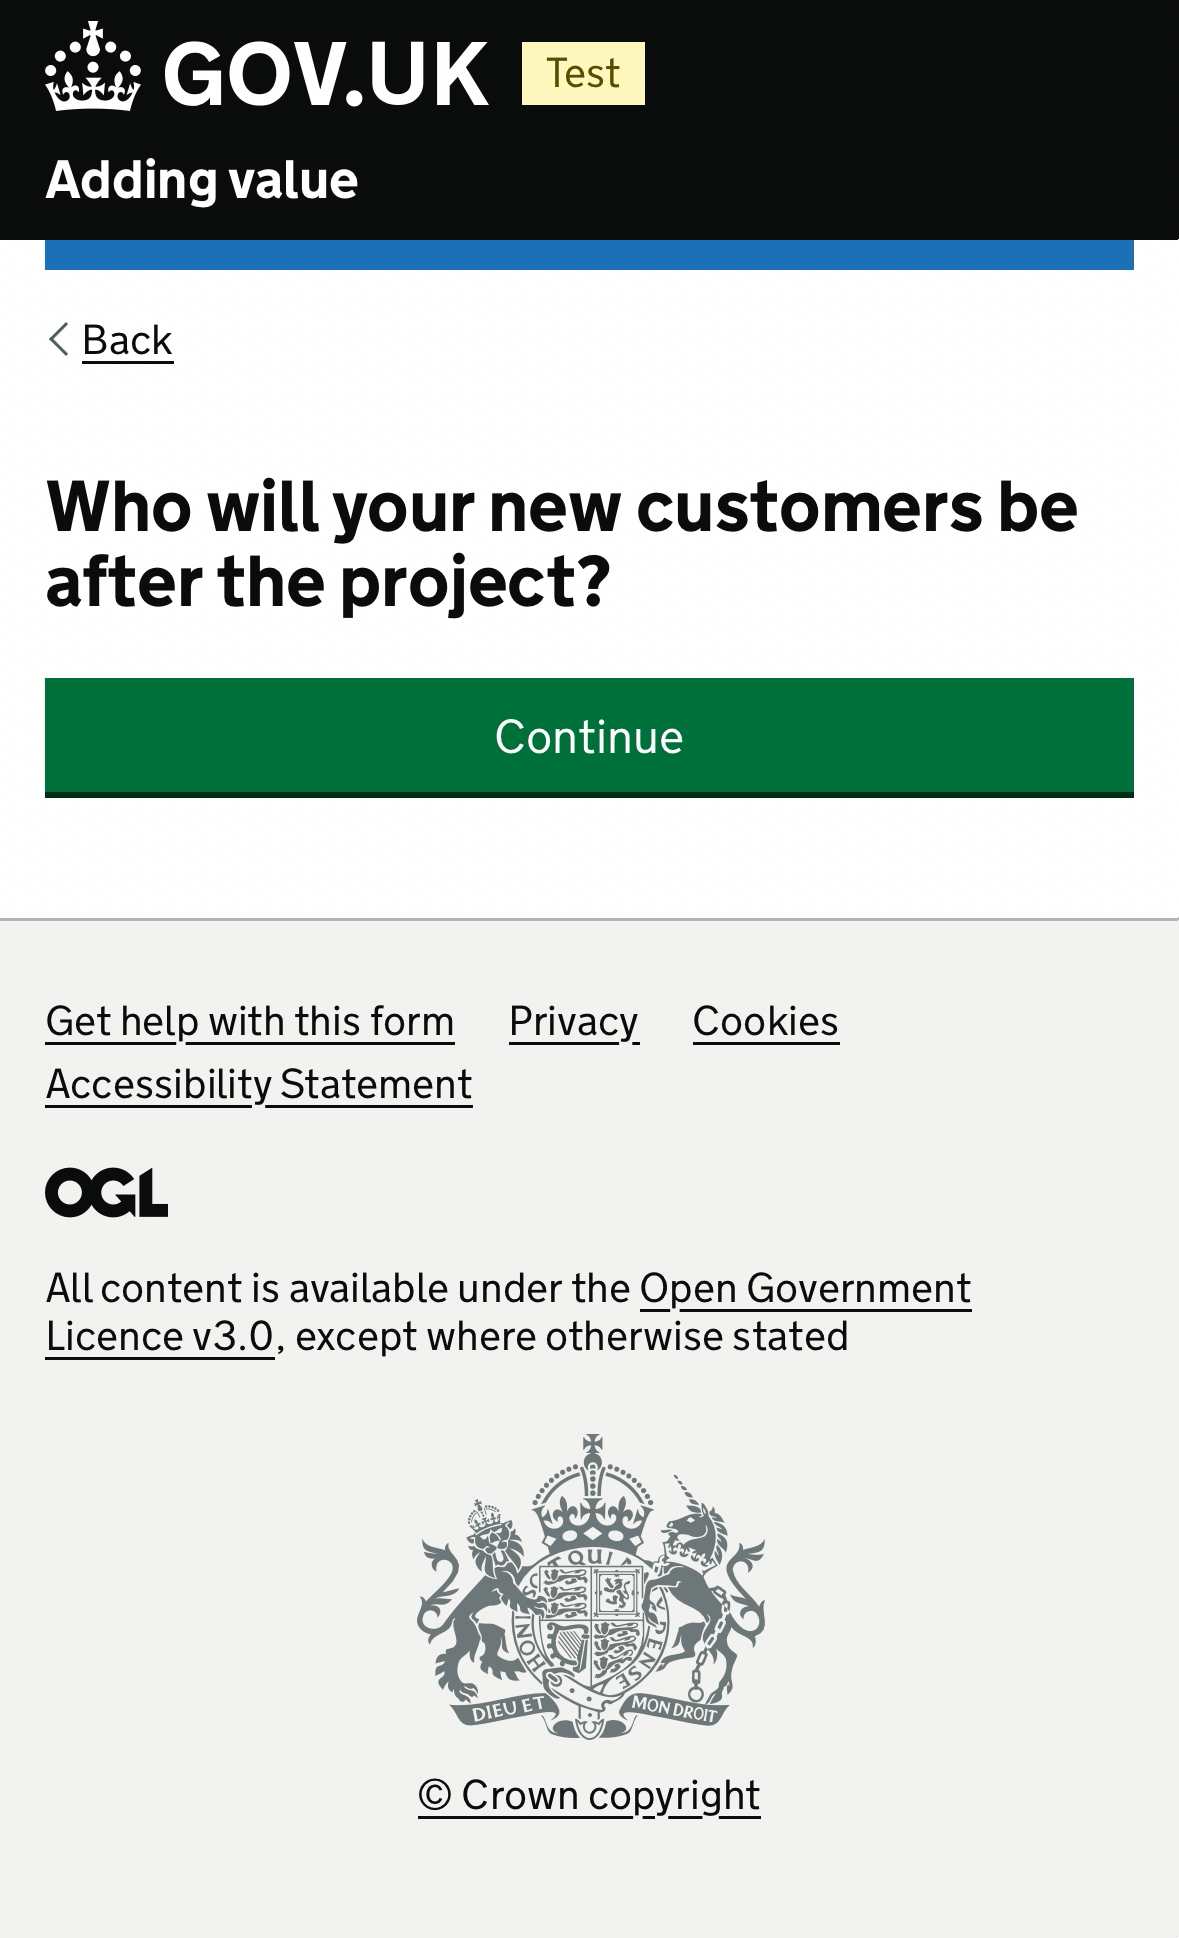 GOV.UK Test
Adding value
Back
Who will your new customers be
after the project?
Continue
Get help with this form Privacy Cookies
Accessibility Statement
OGL
All content is available under the Open Government
Licence v3.0, except where otherwise stated
DIEU ET MON DROIT
© Crown copyright